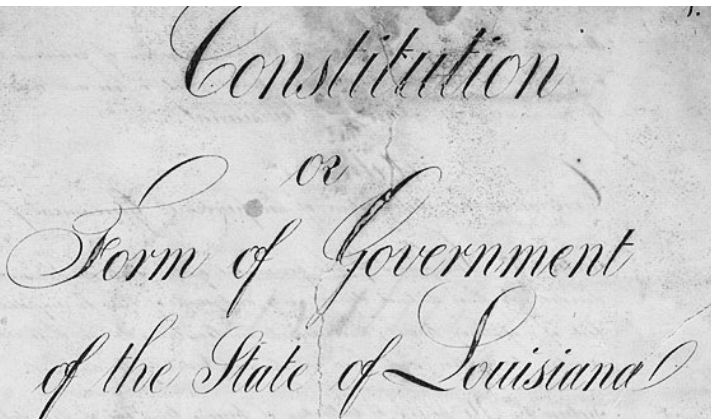 Constitution
or
Form of Government
of the State of Louisiana